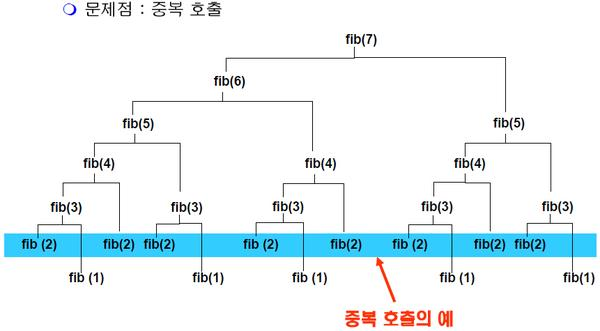 문제점 : 중복 호출
fib(7)
fib(6)
fib(5) fib(5)
fib(4) fib(4) fib(4)
fib(3) fib(3) fib(3) fib(3) fib(3)
fib (2) fib(2) fib(2) fib (2) fib(2) fib (2) fib(2) fib(2)
fib (1) fib(1) fib (1) fib (1) fib(1)
중복 호출의 예